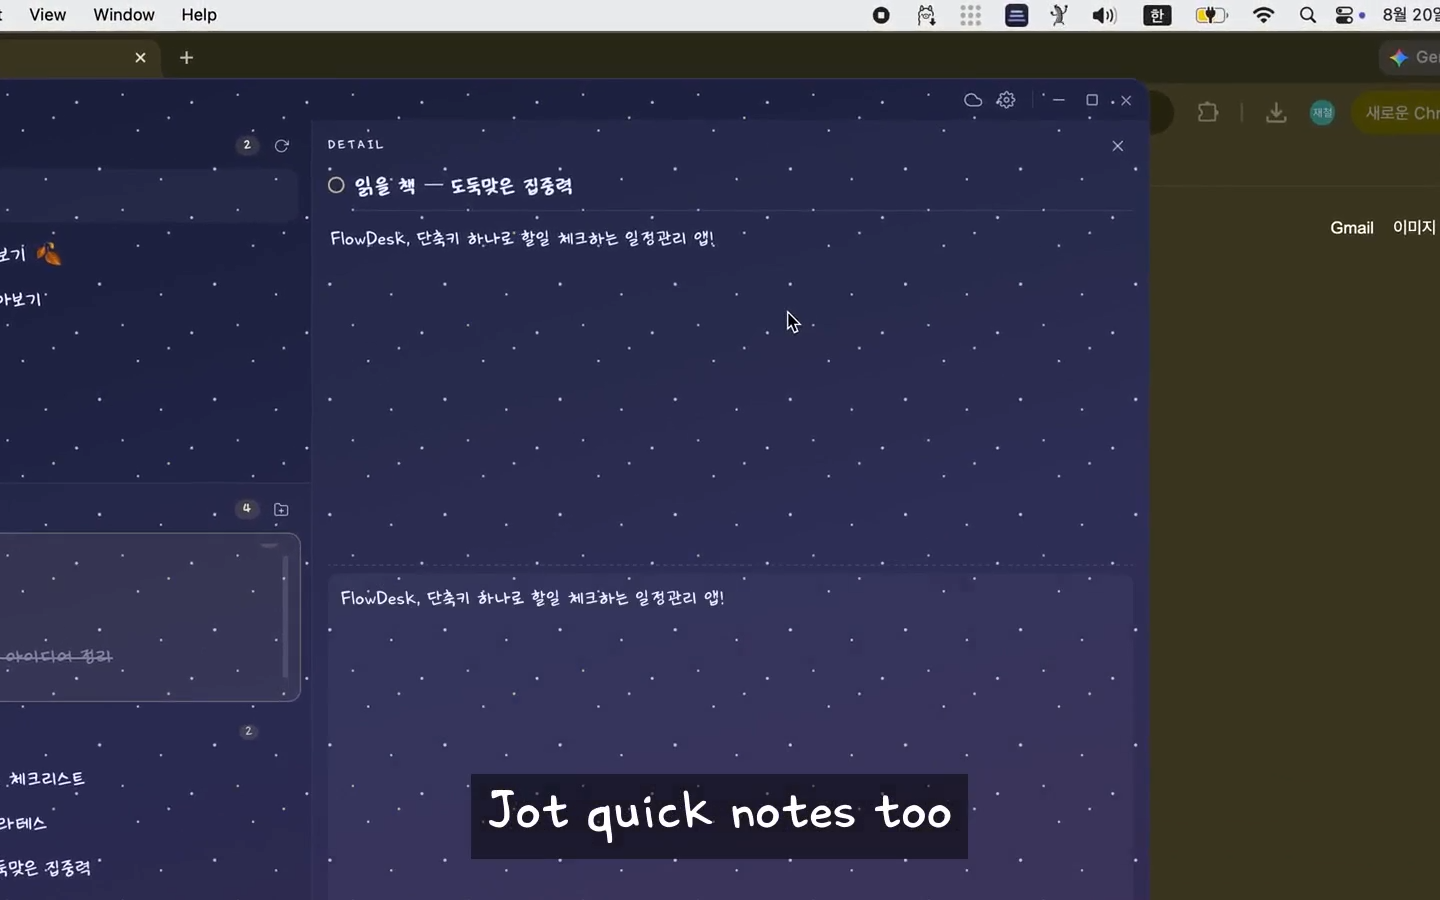 View Window Help
한
8월 20일
새로운 Chr
재철
2
DETAIL
읽을 책 — 도둑맞은 집중력
FlowDesk, 단축키 하나로 할일 체크하는 일정관리 앱!
Gmail 이미지
보기
아보기
4
FlowDesk, 단축키 하나로 할일 체크하는 일정관리 앱!
아이디어 정리
2
체크리스트
라테스
둑맞은 집중력
Jot quick notes too